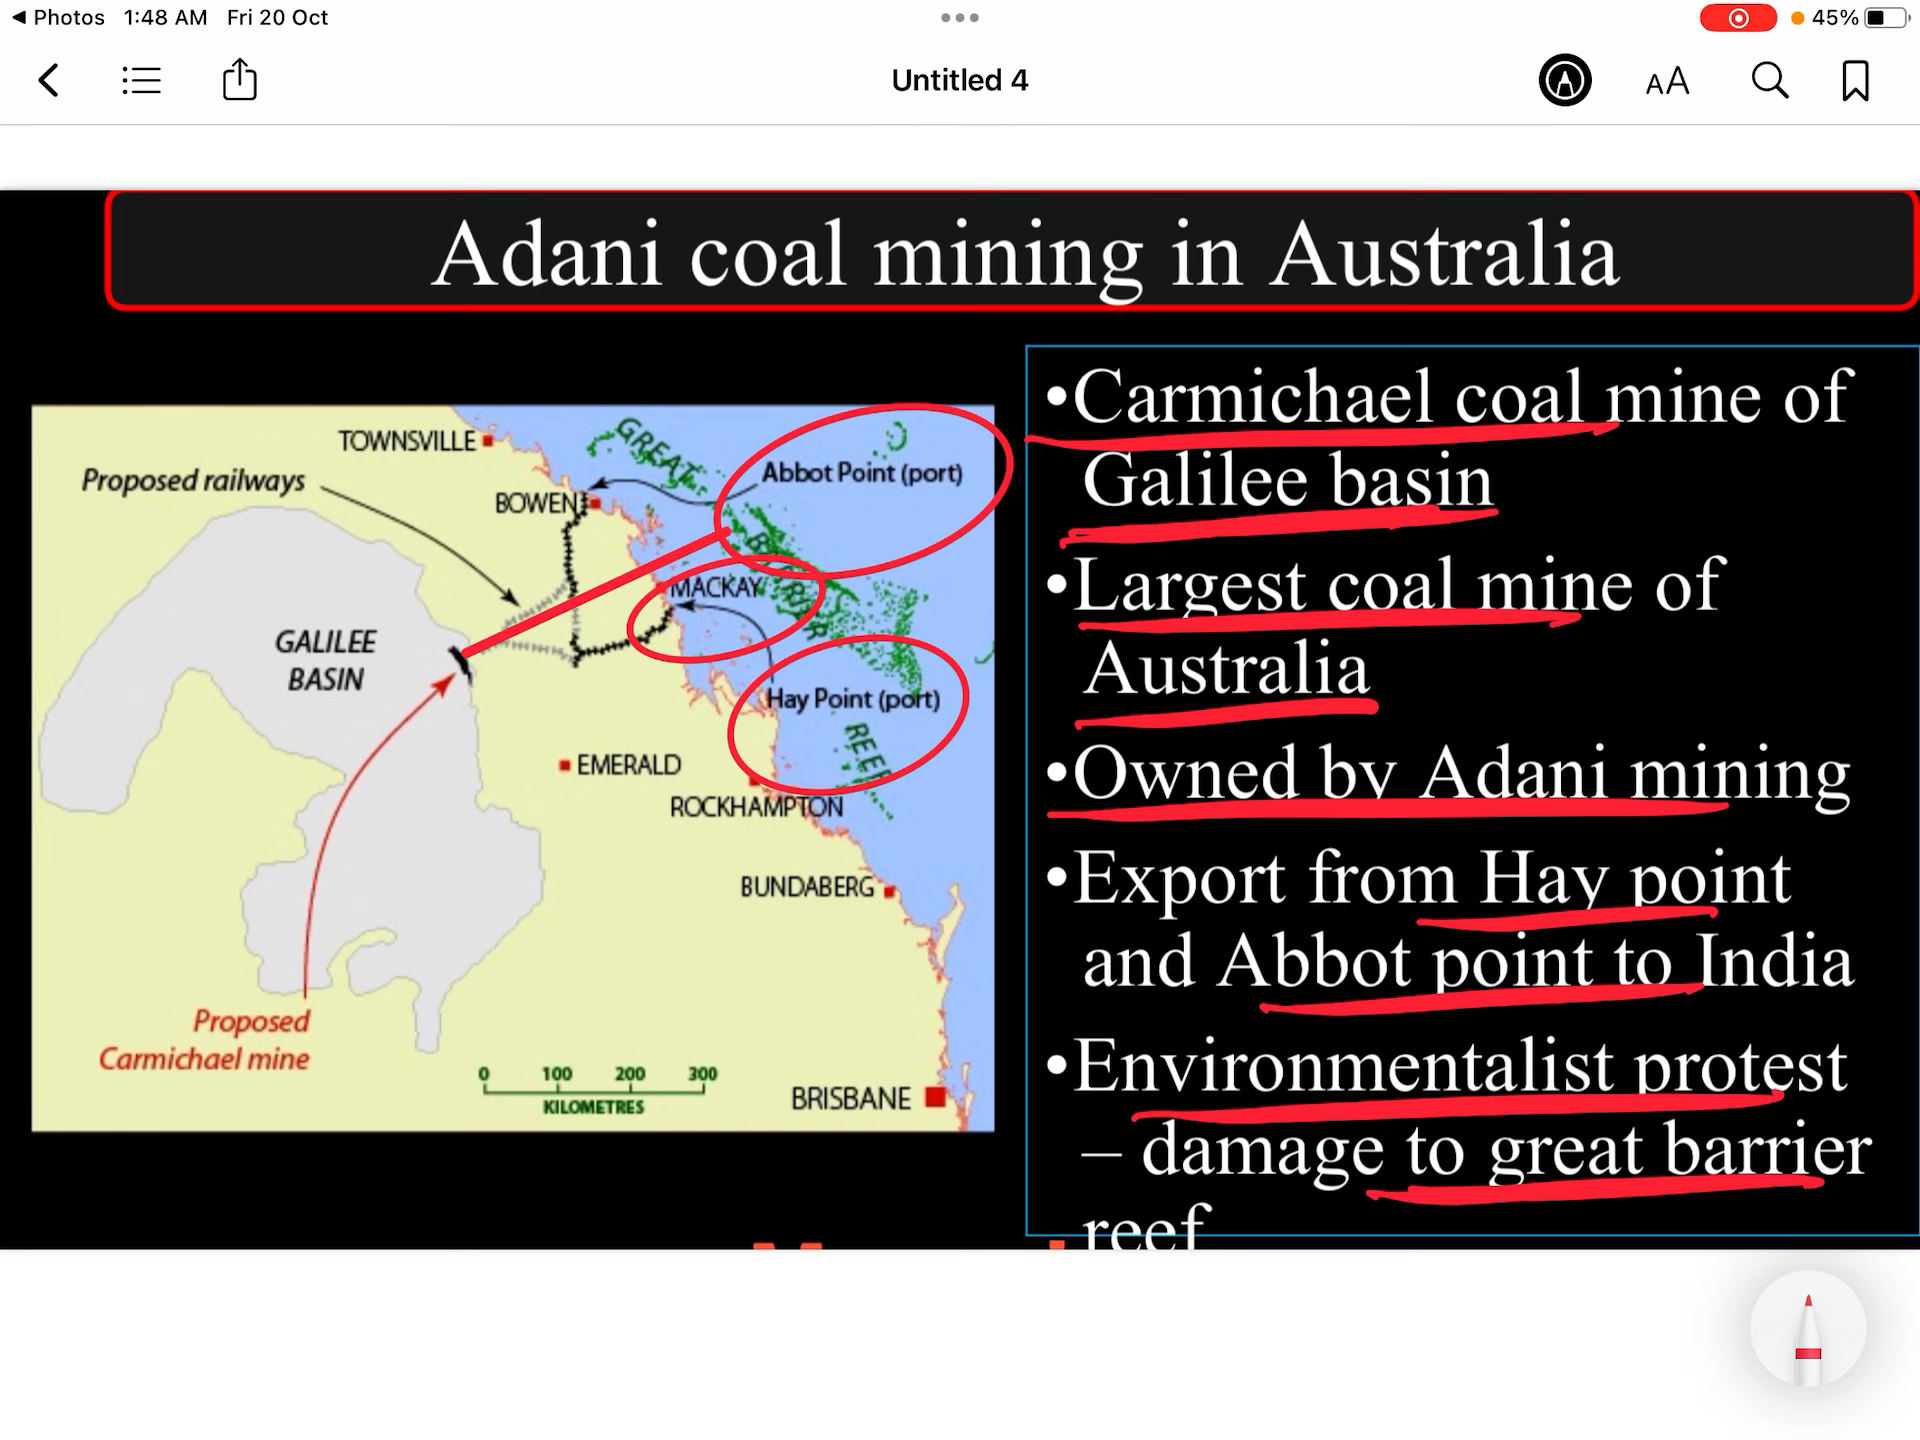 Photos 1:48 AM Fri 20 Oct
45%
Untitled 4
AA
Adani coal mining in Australia
TOWNSVILLE
GREAT
Abbot Point (port)
Proposed railways
BOWEN
BARRIER
MACKAY
GALILEE
BASIN
Hay Point (port)
REEF
EMERALD
ROCKHAMPTON
BUNDABERG
Proposed
Carmichael mine
0 100 200 300
KILOMETRES
BRISBANE
•Carmichael coal mine of
Galilee basin
•Largest coal mine of
Australia
•Owned by Adani mining
•Export from Hay point
and Abbot point to India
•Environmentalist protest
– damage to great barrier
reef